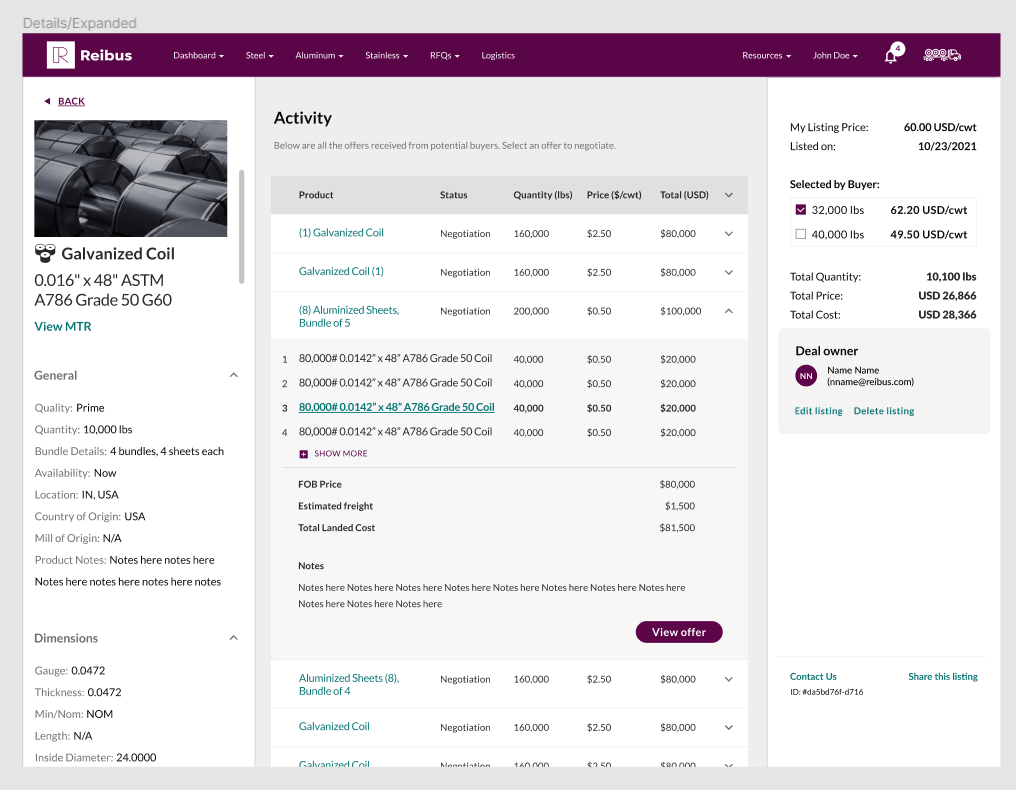 Details/Expanded
Reibus
Dashboard Steel Aluminum Stainless RFQs Logistics Resources John Doe 4
BACK
Galvanized Coil
0.016" x 48" ASTM
A786 Grade 50 G60
View MTR
General
Quality: Prime
Quantity: 10,000 lbs
Bundle Details: 4 bundles, 4 sheets each
Availability: Now
Location: IN, USA
Country of Origin: USA
Mill of Origin: N/A
Product Notes: Notes here notes here
Notes here notes here notes here notes
Dimensions
Gauge: 0.0472
Thickness: 0.0472
Min/Nom: NOM
Length: N/A
Inside Diameter: 24.0000
Activity
Below are all the offers received from potential buyers. Select an offer to negotiate.
Product Status Quantity (lbs) Price ($/cwt) Total (USD)
(1) Galvanized Coil Negotiation 160,000 $2.50 $80,000
Galvanized Coil (1) Negotiation 160,000 $2.50 $80,000
(8) Aluminized Sheets, Negotiation 200,000 $0.50 $100,000
Bundle of 5
1 80,000# 0.0142” x 48” A786 Grade 50 Coil 40,000 $0.50 $20,000
2 80,000# 0.0142” x 48” A786 Grade 50 Coil 40,000 $0.50 $20,000
3 80,000# 0.0142” x 48” A786 Grade 50 Coil 40,000 $0.50 $20,000
4 80,000# 0.0142” x 48” A786 Grade 50 Coil 40,000 $0.50 $20,000
SHOW MORE
FOB Price $80,000
Estimated freight $1,500
Total Landed Cost $81,500
Notes
Notes here Notes here Notes here Notes here Notes here Notes here Notes here Notes here
Notes here Notes here Notes here
View offer
Aluminized Sheets (8), Negotiation 160,000 $2.50 $80,000
Bundle of 4
Galvanized Coil Negotiation 160,000 $2.50 $80,000
Galvanized Coil Negotiation 160,000 $2.50 $80,000
My Listing Price: 60.00 USD/cwt
Listed on: 10/23/2021
Selected by Buyer:
32,000 lbs 62.20 USD/cwt
40,000 lbs 49.50 USD/cwt
Total Quantity: 10,100 lbs
Total Price: USD 26,866
Total Cost: USD 28,366
Deal owner
NN Name Name
(nname@reibus.com)
Edit listing Delete listing
Contact Us Share this listing
ID: #da5bd76f-d716